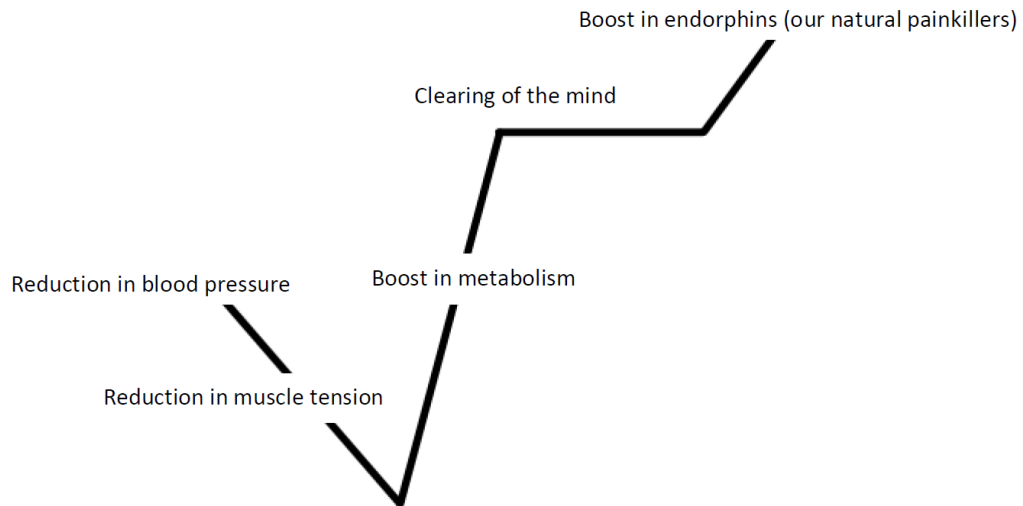 Boost in endorphins (our natural painkillers)
Clearing of the mind
Boost in metabolism
Reduction in blood pressure
Reduction in muscle tension